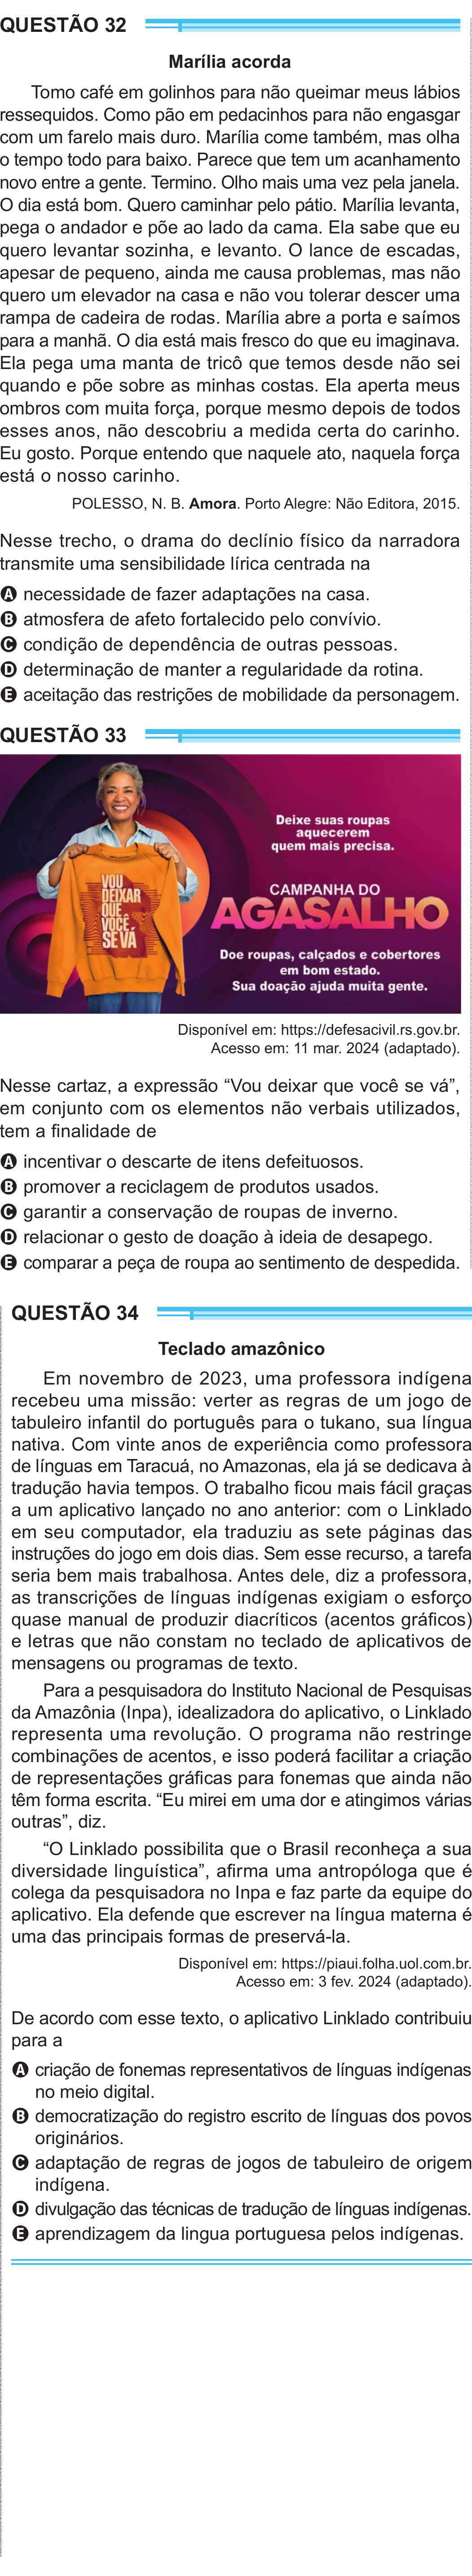 QUESTÃO 32
Marília acorda
Tomo café em golinhos para não queimar meus lábios
ressequidos. Como pão em pedacinhos para não engasgar
com um farelo mais duro. Marília come também, mas olha
o tempo todo para baixo. Parece que tem um acanhamento
novo entre a gente. Termino. Olho mais uma vez pela janela.
O dia está bom. Quero caminhar pelo pátio. Marília levanta,
pega o andador e põe ao lado da cama. Ela sabe que eu
quero levantar sozinha, e levanto. O lance de escadas,
apesar de pequeno, ainda me causa problemas, mas não
quero um elevador na casa e não vou tolerar descer uma
rampa de cadeira de rodas. Marília abre a porta e saímos
para a manhã. O dia está mais fresco do que eu imaginava.
Ela pega uma manta de tricô que temos desde não sei
quando e põe sobre as minhas costas. Ela aperta meus
ombros com muita força, porque mesmo depois de todos
esses anos, não descobriu a medida certa do carinho.
Eu gosto. Porque entendo que naquele ato, naquela força
está o nosso carinho.
POLESSO, N. B. Amora. Porto Alegre: Não Editora, 2015.
Nesse trecho, o drama do declínio físico da narradora
transmite uma sensibilidade lírica centrada na
A necessidade de fazer adaptações na casa.
B atmosfera de afeto fortalecido pelo convívio.
C condição de dependência de outras pessoas.
D determinação de manter a regularidade da rotina.
E aceitação das restrições de mobilidade da personagem.
QUESTÃO 33
Deixe suas roupas
aquecerem
quem mais precisa.
VOU
DEIXAR
QUE
VOCÊ
SE VÁ
CAMPANHA DO
AGASALHO
Doe roupas, calçados e cobertores
em bom estado.
Sua doação ajuda muita gente.
Disponível em: https://defesacivil.rs.gov.br.
Acesso em: 11 mar. 2024 (adaptado).
Nesse cartaz, a expressão “Vou deixar que você se vá”,
em conjunto com os elementos não verbais utilizados,
tem a finalidade de
A incentivar o descarte de itens defeituosos.
B promover a reciclagem de produtos usados.
C garantir a conservação de roupas de inverno.
D relacionar o gesto de doação à ideia de desapego.
E comparar a peça de roupa ao sentimento de despedida.
QUESTÃO 34
Teclado amazônico
Em novembro de 2023, uma professora indígena
recebeu uma missão: verter as regras de um jogo de
tabuleiro infantil do português para o tukano, sua língua
nativa. Com vinte anos de experiência como professora
de línguas em Taracuá, no Amazonas, ela já se dedicava à
tradução havia tempos. O trabalho ficou mais fácil graças
a um aplicativo lançado no ano anterior: com o Linklado
em seu computador, ela traduziu as sete páginas das
instruções do jogo em dois dias. Sem esse recurso, a tarefa
seria bem mais trabalhosa. Antes dele, diz a professora,
as transcrições de línguas indígenas exigiam o esforço
quase manual de produzir diacríticos (acentos gráficos)
e letras que não constam no teclado de aplicativos de
mensagens ou programas de texto.
Para a pesquisadora do Instituto Nacional de Pesquisas
da Amazônia (Inpa), idealizadora do aplicativo, o Linklado
representa uma revolução. O programa não restringe
combinações de acentos, e isso poderá facilitar a criação
de representações gráficas para fonemas que ainda não
têm forma escrita. “Eu mirei em uma dor e atingimos várias
outras”, diz.
“O Linklado possibilita que o Brasil reconheça a sua
diversidade linguística”, afirma uma antropóloga que é
colega da pesquisadora no Inpa e faz parte da equipe do
aplicativo. Ela defende que escrever na língua materna é
uma das principais formas de preservá-la.
Disponível em: https://piaui.folha.uol.com.br.
Acesso em: 3 fev. 2024 (adaptado).
De acordo com esse texto, o aplicativo Linklado contribuiu
para a
A criação de fonemas representativos de línguas indígenas
no meio digital.
B democratização do registro escrito de línguas dos povos
originários.
C adaptação de regras de jogos de tabuleiro de origem
indígena.
D divulgação das técnicas de tradução de línguas indígenas.
E aprendizagem da lingua portuguesa pelos indígenas.